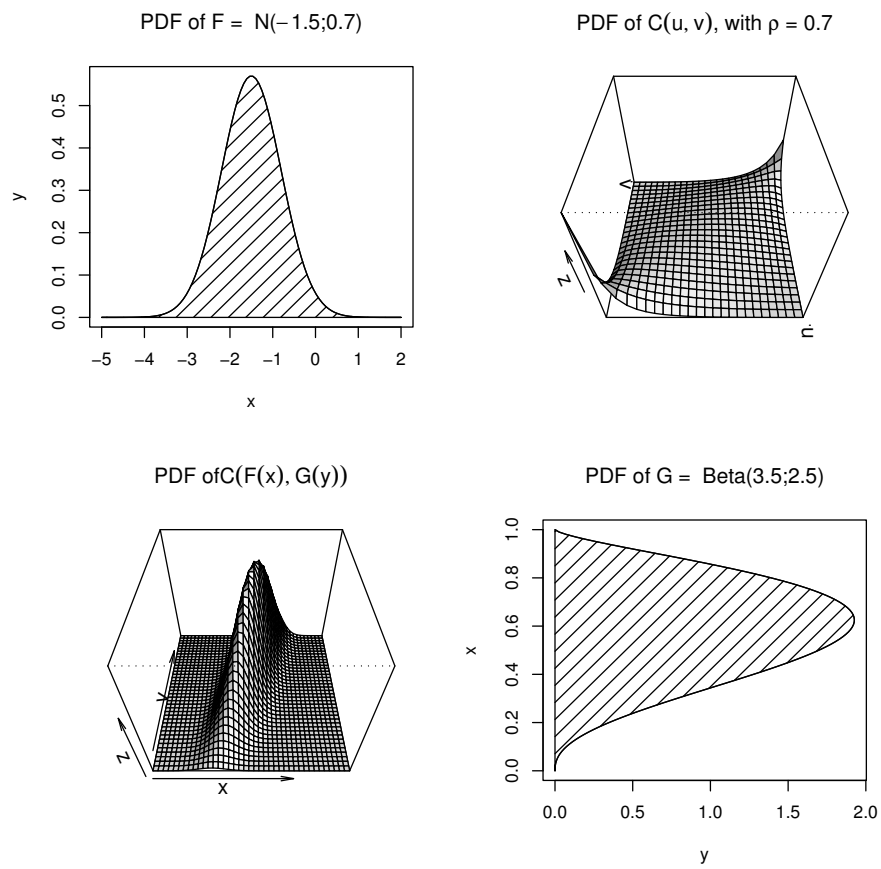 PDF of F = N(−1.5;0.7)
0.5
0.4
0.3
0.2
0.1
0.0
y
−5 −4 −3 −2 −1 0 1 2
x
PDF of C(u, v), with ρ = 0.7
v
z
u
PDF ofC(F(x), G(y))
y
z
x
PDF of G = Beta(3.5;2.5)
1.0
0.8
0.6
0.4
0.2
0.0
x
0.0 0.5 1.0 1.5 2.0
y